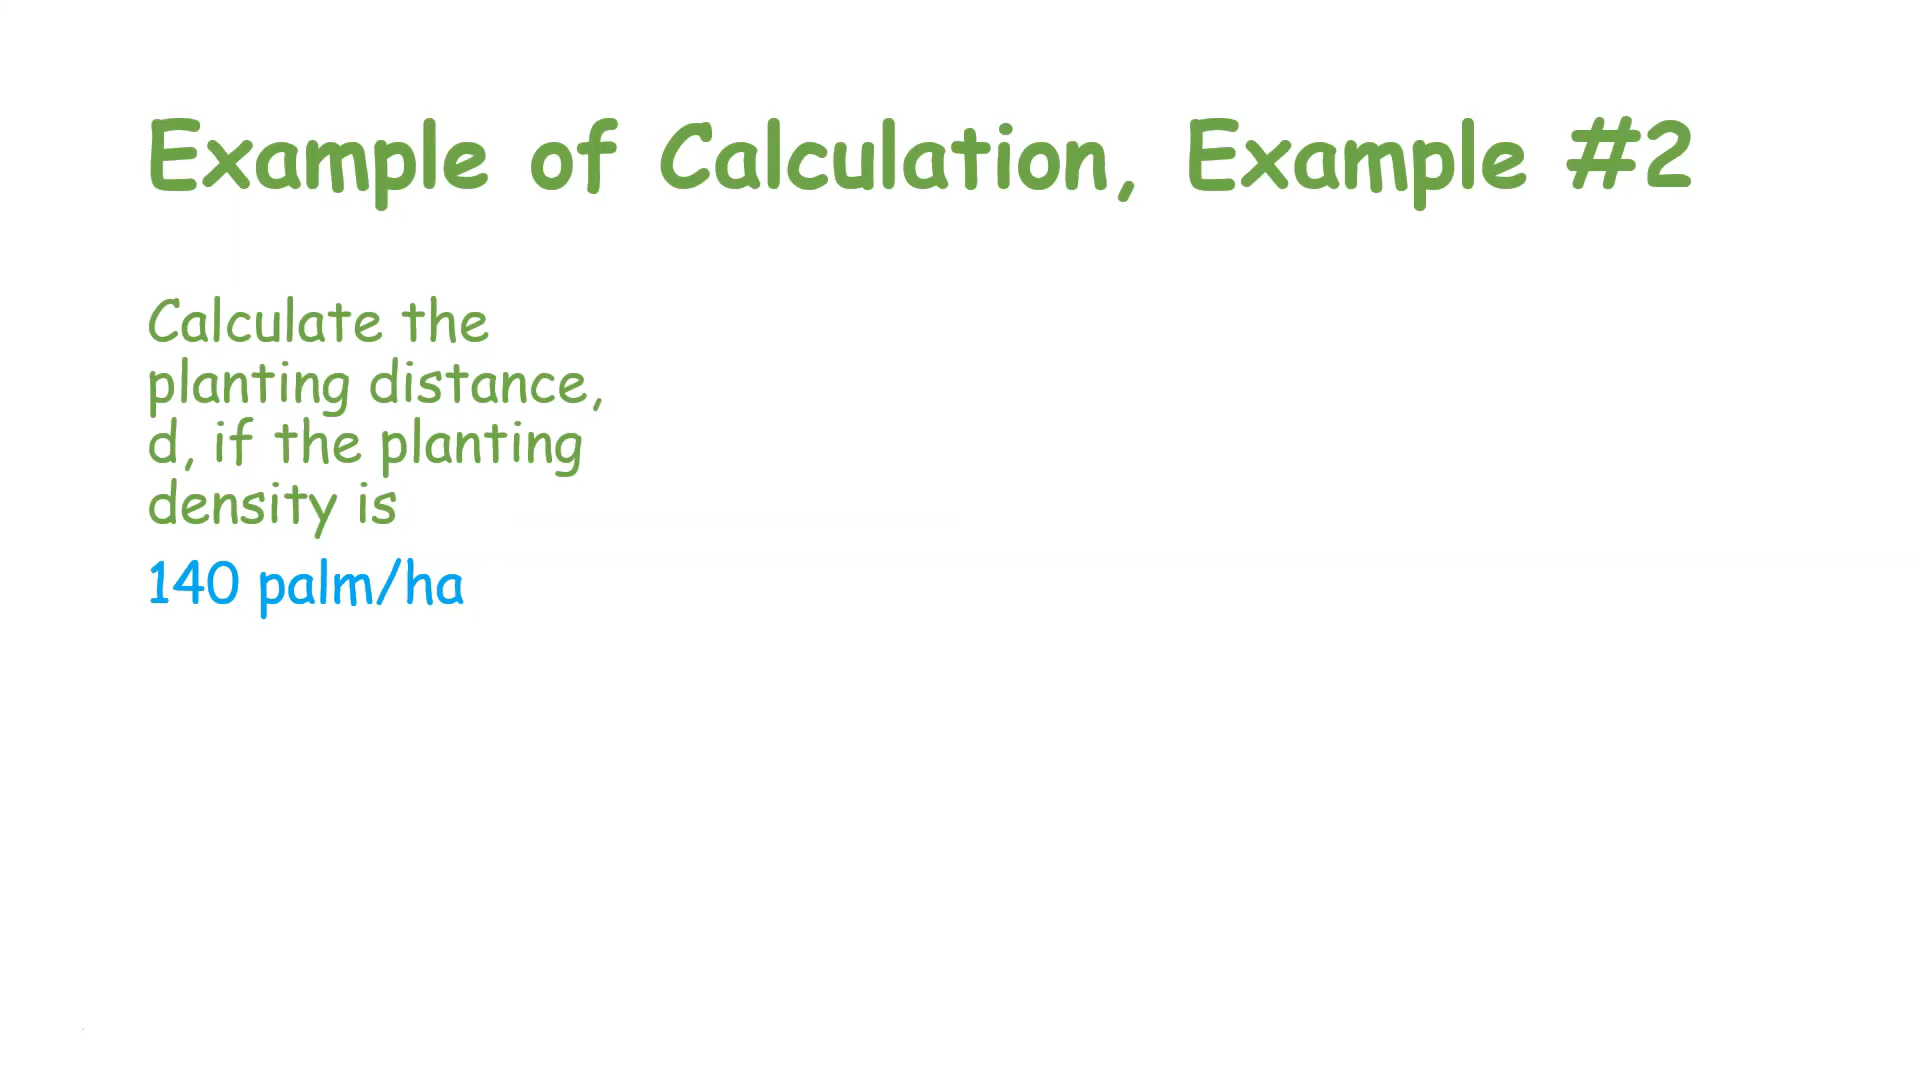 Example of Calculation, Example #2
Calculate the
planting distance,
d, if the planting
density is
140 palm/ha